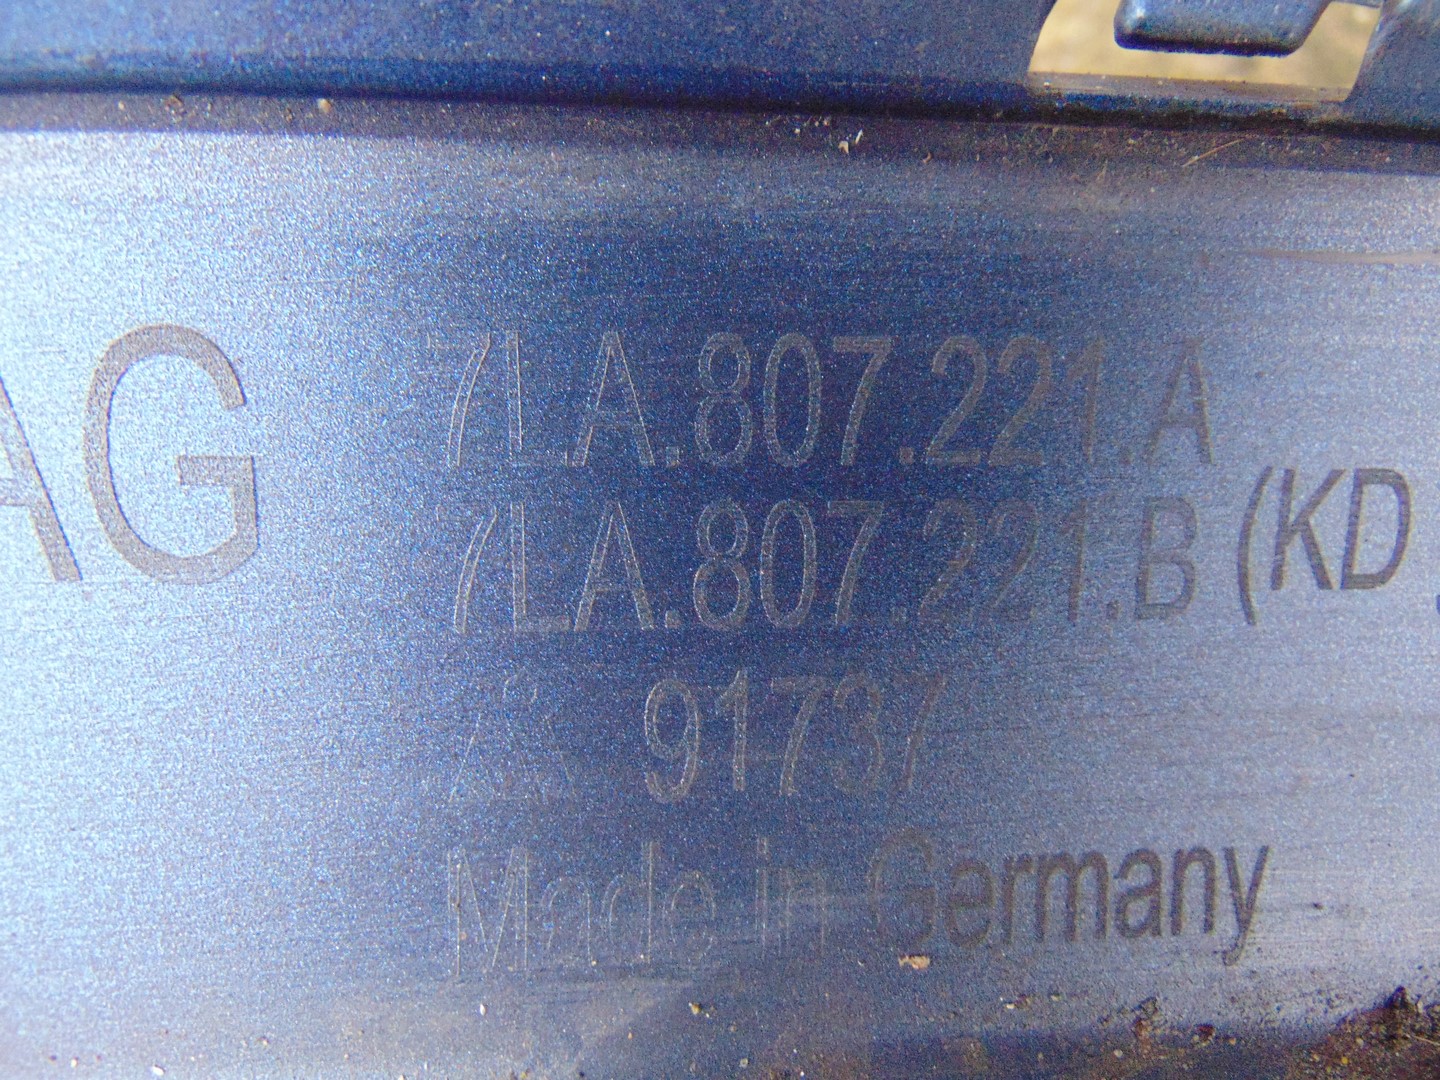 AG
7LA.807.221.A
7LA.807.221.B (KD
91737
Made in Germany